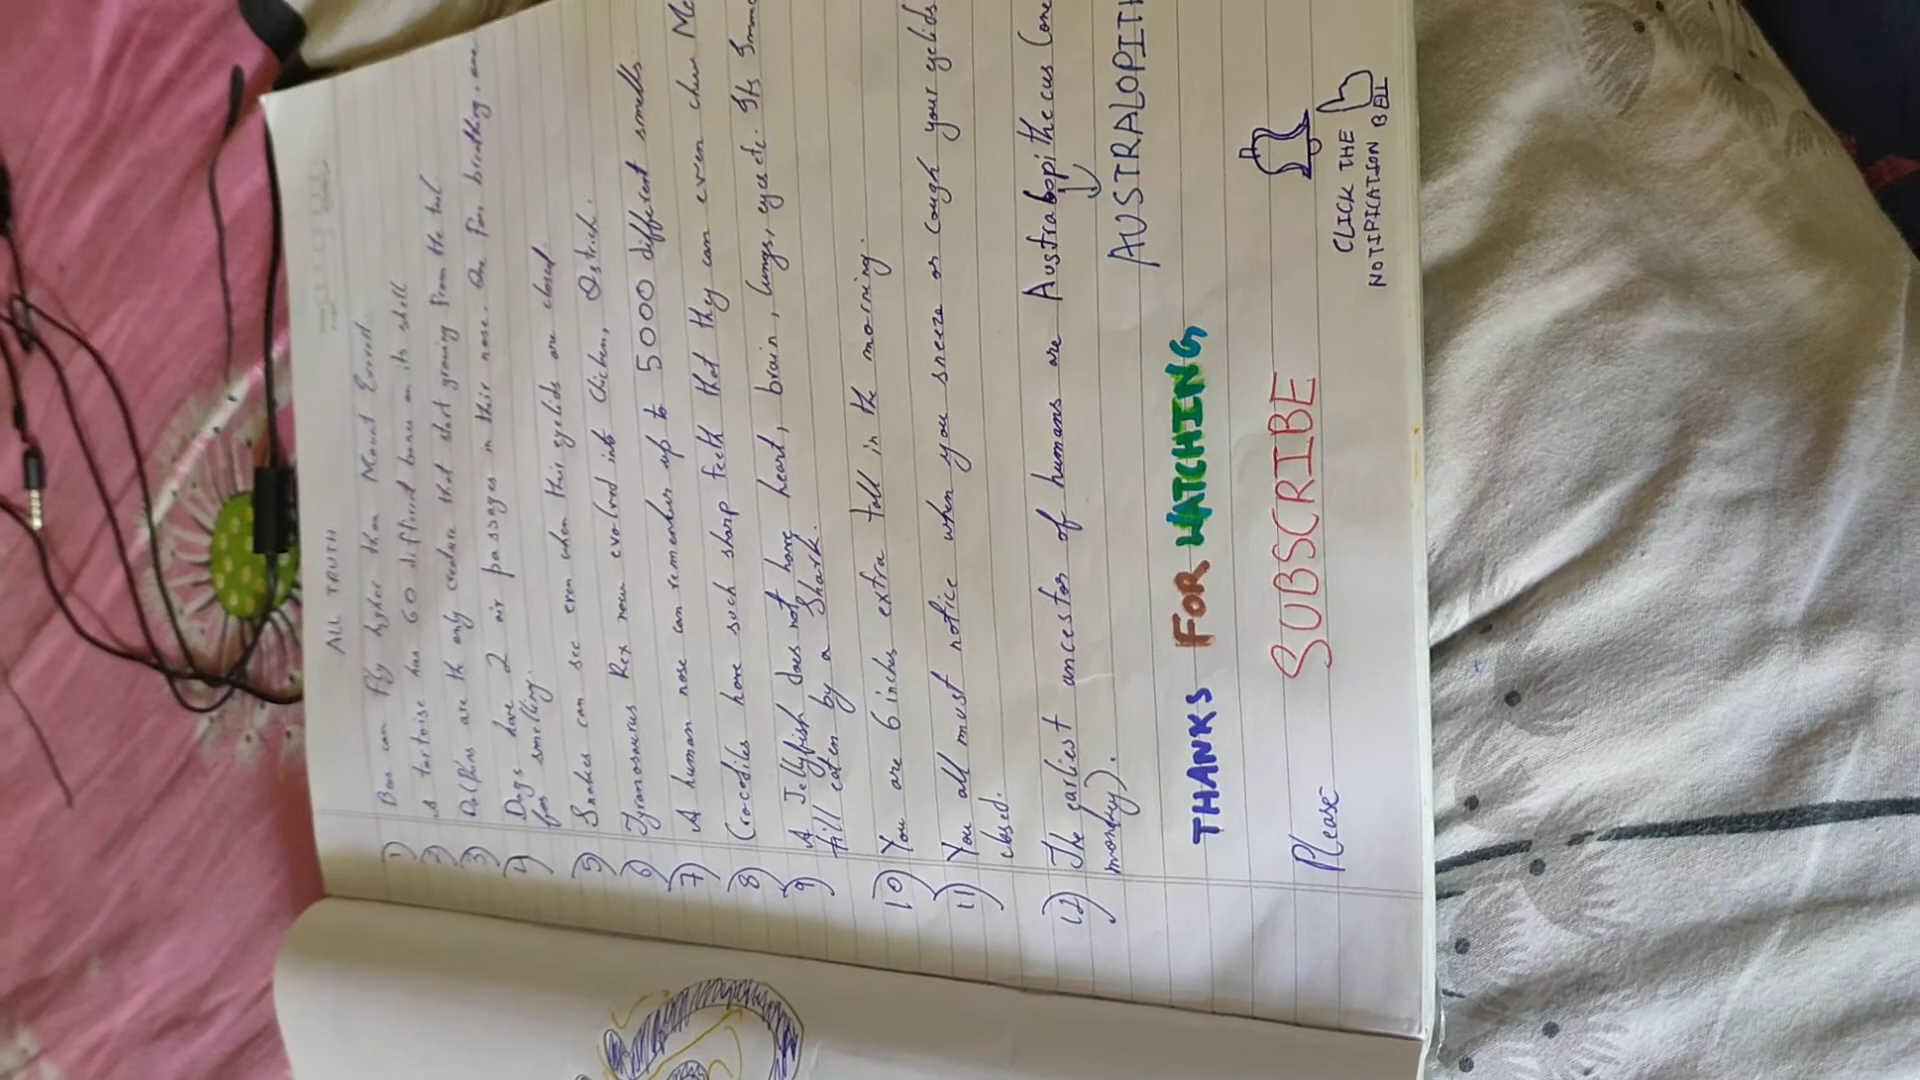 ALL TRUTH
1) Bees can fly higher than Mount Everest.
2) A tortoise has 60 different bones in its shell
3) Dolfins are th only creature that start growing from the tail.
4) Dogs have 2 air passages in their nose. One for breathing, one
for smelling.
5) Snakes can see even when their eyelids are closed.
6) Tyranosaurus Rex now evolved into Chicken, Ostrich.
7) A human nose can remember up to 5000 different smells.
8) Crocodiles have such sharp teeth that they can even chew Me
9) A Jellyfish does not have heart, brain, lungs, eyes etc. Its Immo
till eaten by a Shark.
10) You are 6 inches extra tall in the morning.
11) You all must notice when you sneeze or cough your eyelids
closed.
12) The earliest ancestor of humans are Australopithecus (one
monkey).
AUSTRALOPITH
THANKS FOR WATCHING
Please SUBSCRIBE
CLICK THE
NOTIFICATION BELL